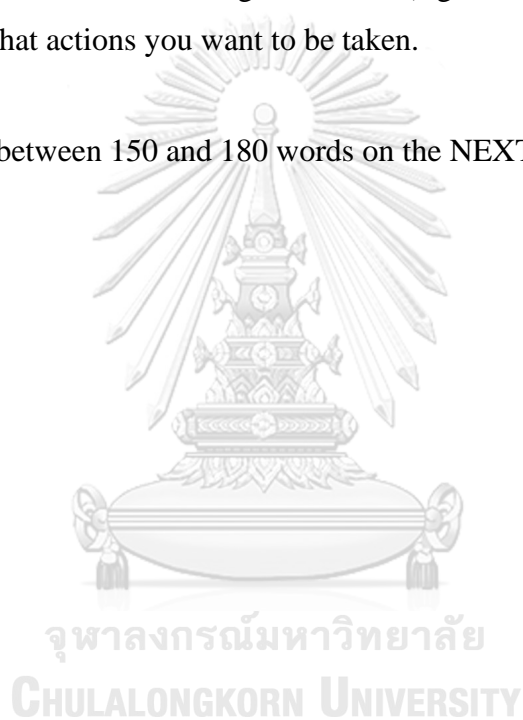 hat actions you want to be taken.
between 150 and 180 words on the NEXT
จุฬาลงกรณ์มหาวิทยาลัย
CHULALONGKORN UNIVERSITY